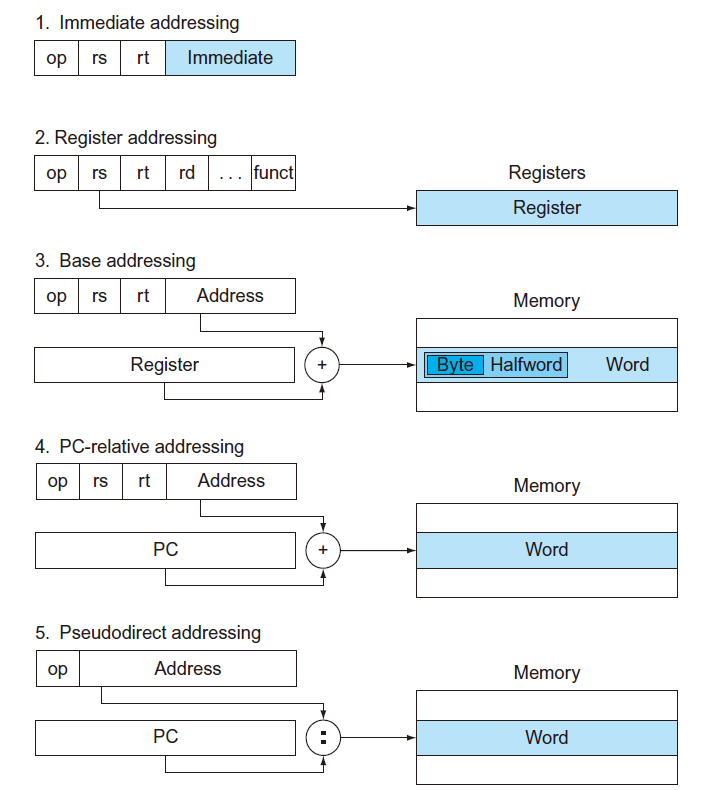 1. Immediate addressing
op rs rt Immediate
2. Register addressing
op rs rt rd ... funct
Registers
Register
3. Base addressing
op rs rt Address
Memory
Register + Byte Halfword Word
4. PC-relative addressing
op rs rt Address
Memory
PC + Word
5. Pseudodirect addressing
op Address
Memory
PC : Word